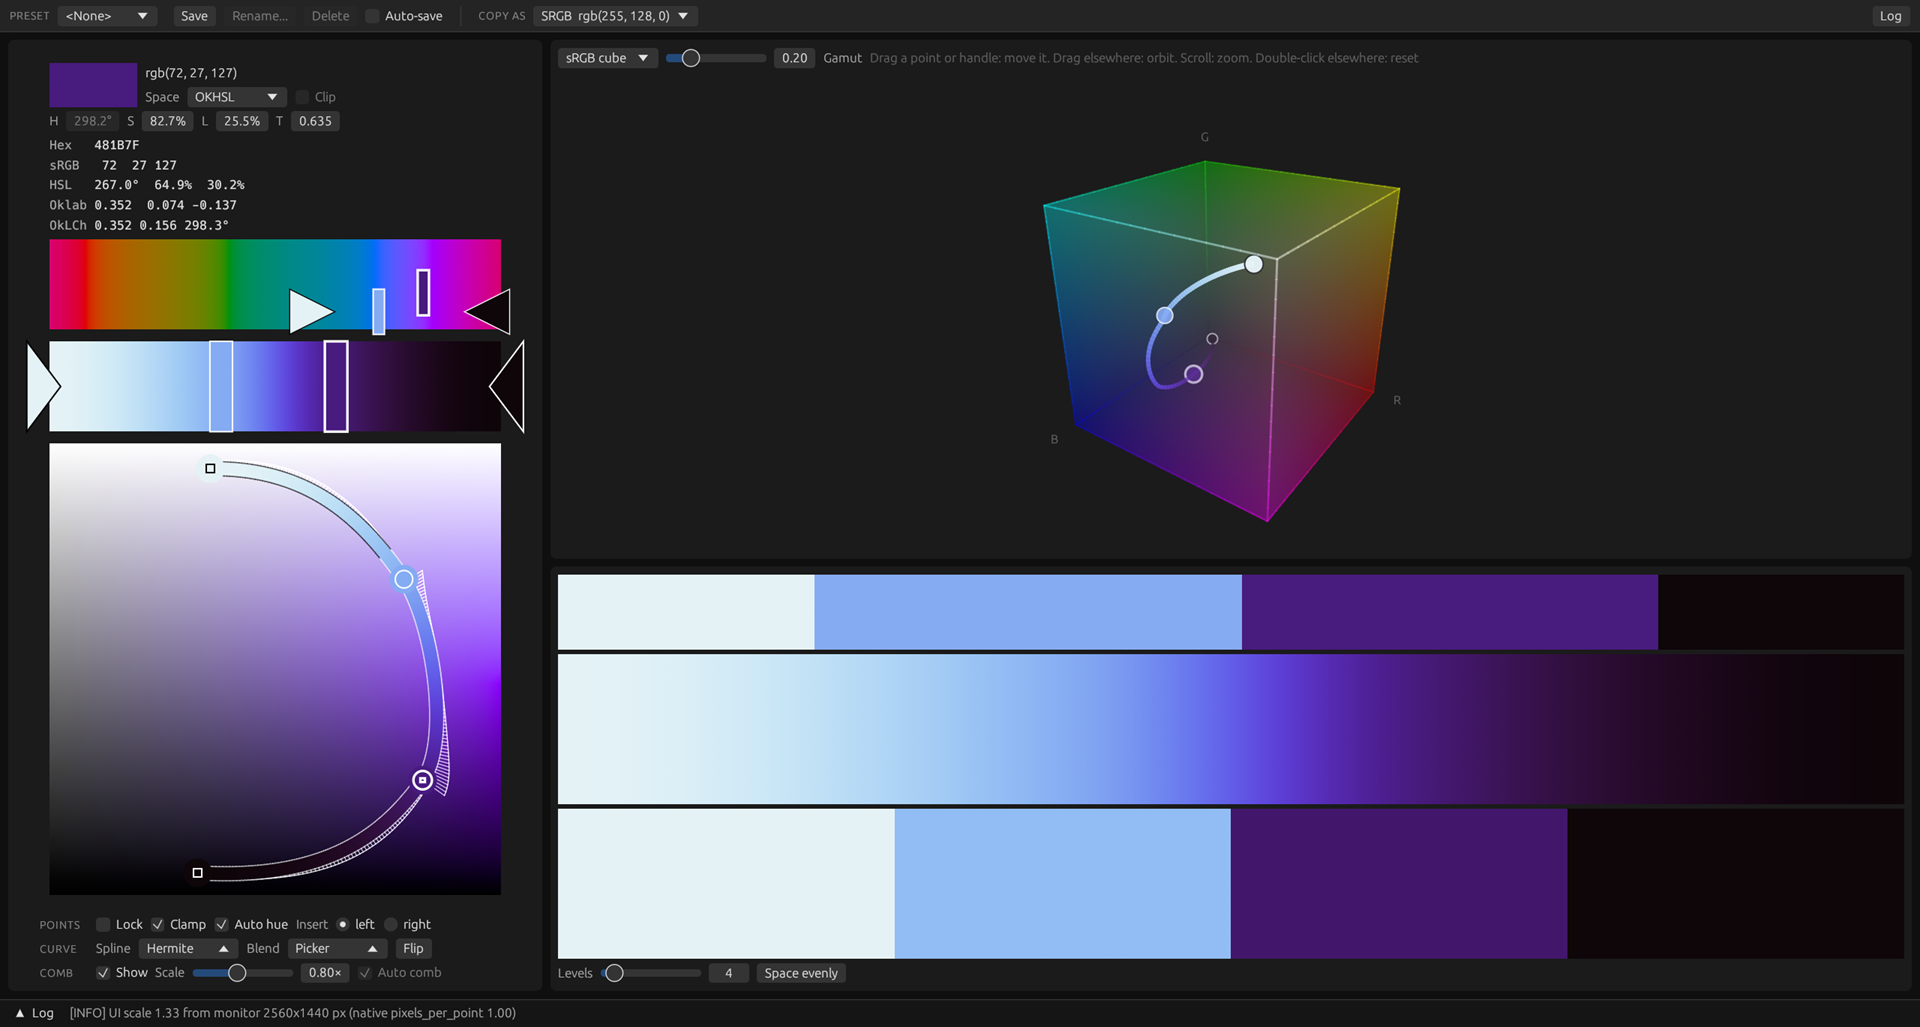 PRESET <None> Save Rename... Delete Auto-save COPY AS SRGB rgb(255, 128, 0) Log
rgb(72, 27, 127)
Space OKHSL Clip
H 298.2° S 82.7% L 25.5% T 0.635
Hex 481B7F
sRGB 72 27 127
HSL 267.0° 64.9% 30.2%
Oklab 0.352 0.074 -0.137
OkLCh 0.352 0.156 298.3°
POINTS Lock Clamp Auto hue Insert left right
CURVE Spline Hermite Blend Picker Flip
COMB Show Scale 0.80× Auto comb
sRGB cube 0.20 Gamut Drag a point or handle: move it. Drag elsewhere: orbit. Scroll: zoom. Double-click elsewhere: reset
G
R
B
Levels 4 Space evenly
▲ Log [INFO] UI scale 1.33 from monitor 2560x1440 px (native pixels_per_point 1.00)